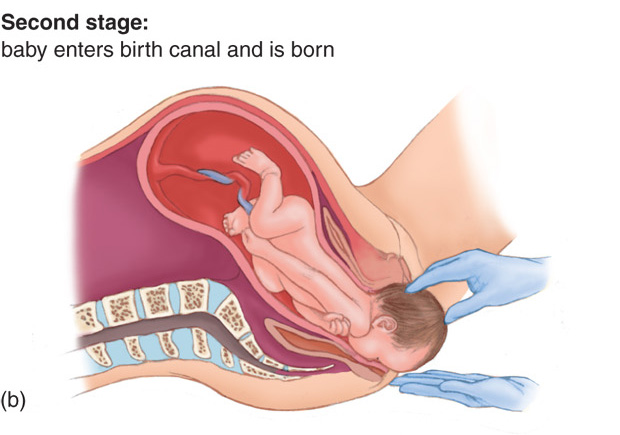 Second stage:
baby enters birth canal and is born
(b)